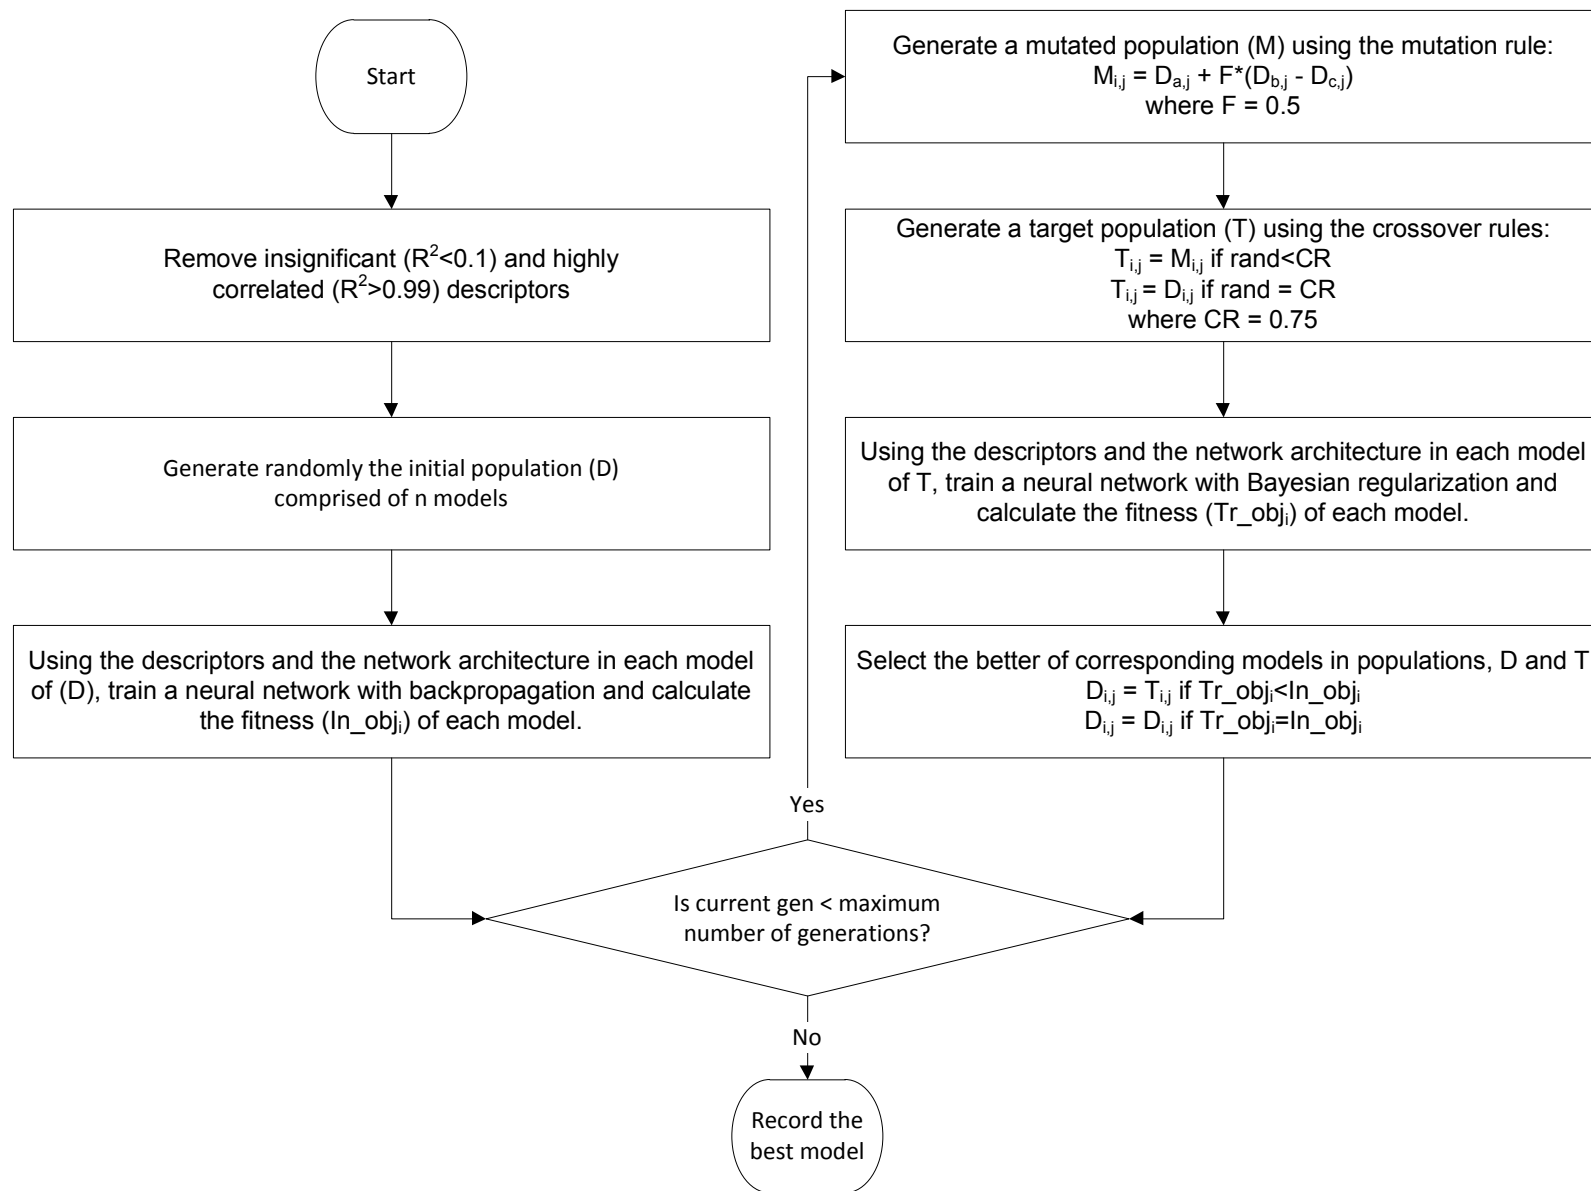 Start
Remove insignificant (R²<0.1) and highly
correlated (R²>0.99) descriptors
Generate randomly the initial population (D)
comprised of n models
Using the descriptors and the network architecture in each model
of (D), train a neural network with backpropagation and calculate
the fitness (In_objᵢ) of each model.
Generate a mutated population (M) using the mutation rule:
Mᵢ,ⱼ = Dₐ,ⱼ + F*(D_b,j - D_c,j)
where F = 0.5
Generate a target population (T) using the crossover rules:
Tᵢ,ⱼ = Mᵢ,ⱼ if rand<CR
Tᵢ,ⱼ = Dᵢ,ⱼ if rand = CR
where CR = 0.75
Using the descriptors and the network architecture in each model
of T, train a neural network with Bayesian regularization and
calculate the fitness (Tr_objᵢ) of each model.
Select the better of corresponding models in populations, D and T
Dᵢ,ⱼ = Tᵢ,ⱼ if Tr_objᵢ<In_objᵢ
Dᵢ,ⱼ = Dᵢ,ⱼ if Tr_objᵢ=In_objᵢ
Yes
Is current gen < maximum
number of generations?
No
Record the
best model